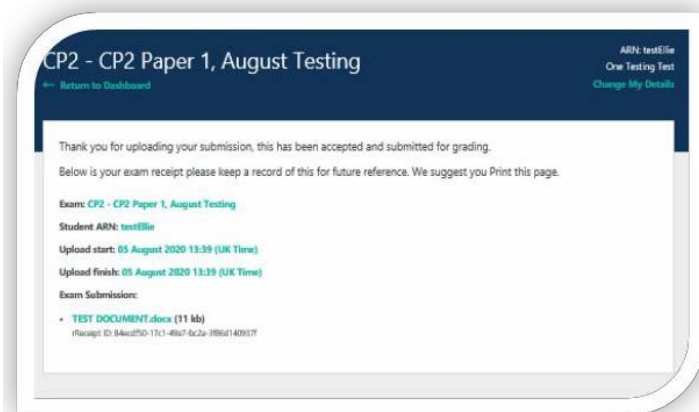 CP2 - CP2 Paper 1, August Testing
← Return to Dashboard
ARN: testEllie
One Testing Test
Change My Details
Thank you for uploading your submission, this has been accepted and submitted for grading.
Below is your exam receipt please keep a record of this for future reference. We suggest you Print this page.
Exam: CP2 - CP2 Paper 1, August Testing
Student ARN: testEllie
Upload start: 05 August 2020 13:39 (UK Time)
Upload finish: 05 August 2020 13:39 (UK Time)
Exam Submission:
• TEST DOCUMENT.docx (11 kb)
rReceipt ID: